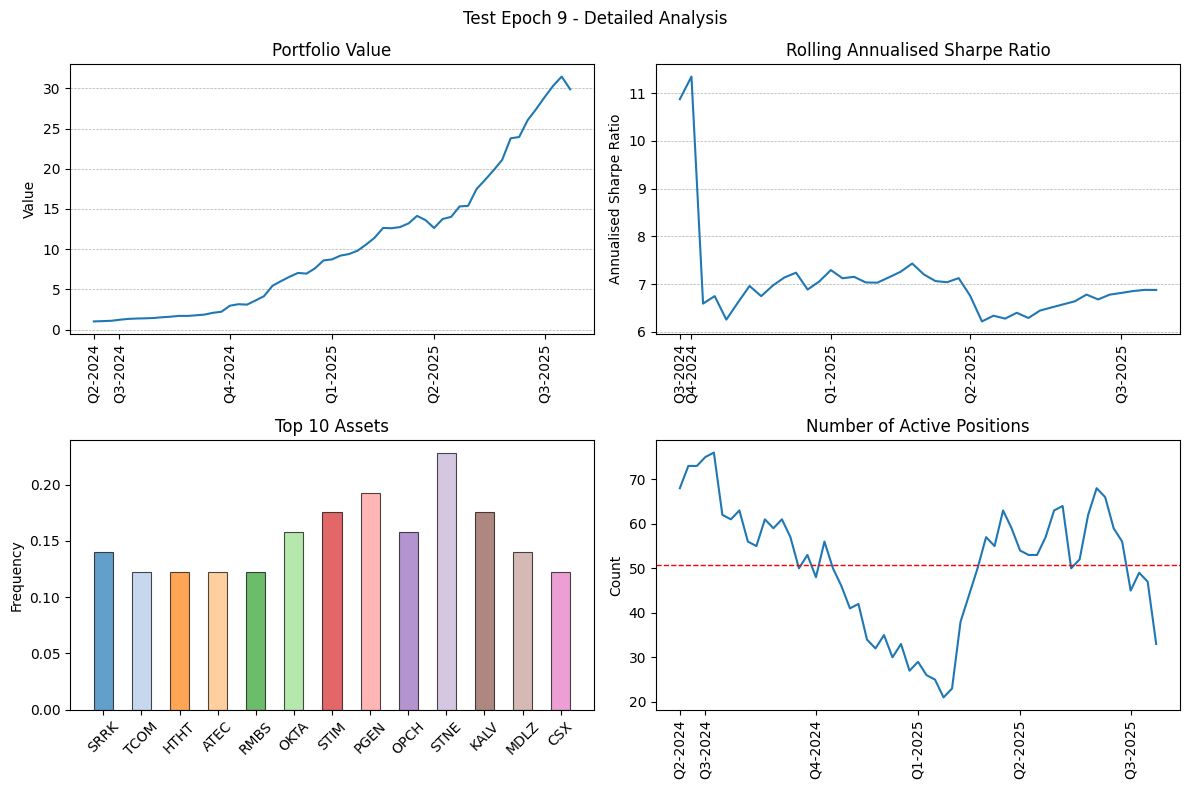 Test Epoch 9 - Detailed Analysis
Portfolio Value
Value
30
25
20
15
10
5
0
Q2-2024
Q3-2024
Q4-2024
Q1-2025
Q2-2025
Q3-2025
Rolling Annualised Sharpe Ratio
Annualised Sharpe Ratio
11
10
9
8
7
6
Q3-2024
Q4-2024
Q1-2025
Q2-2025
Q3-2025
Top 10 Assets
Frequency
0.20
0.15
0.10
0.05
0.00
SRRK
TCOM
HTHT
ATEC
RMBS
OKTA
STIM
PGEN
OPCH
STNE
KALV
MDLZ
CSX
Number of Active Positions
Count
70
60
50
40
30
20
Q2-2024
Q3-2024
Q4-2024
Q1-2025
Q2-2025
Q3-2025